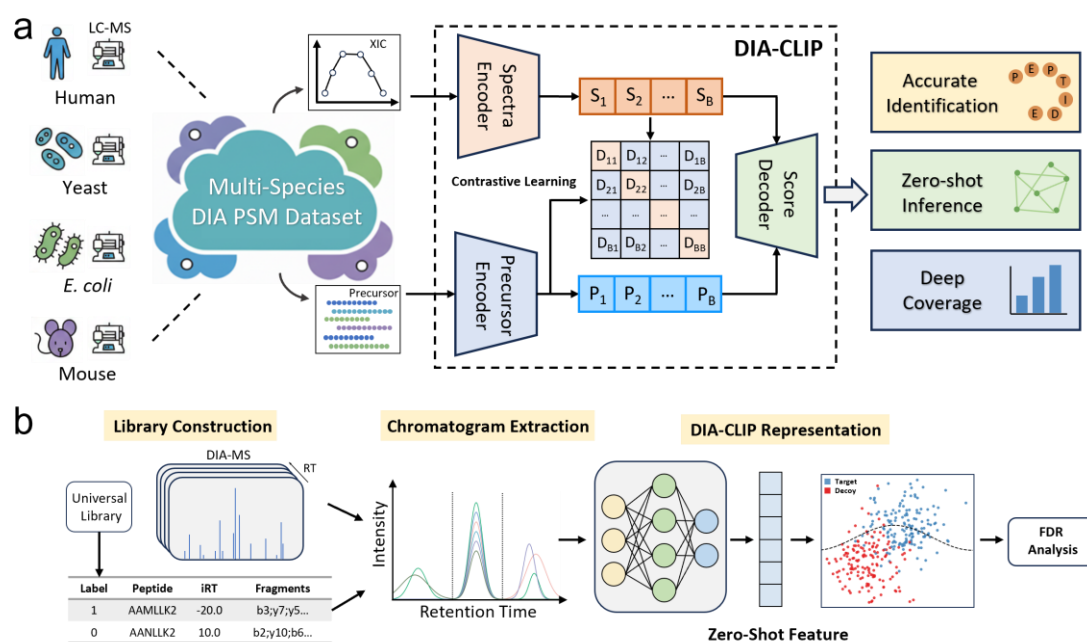 a
LC-MS
Human
Yeast
E. coli
Mouse
Multi-Species
DIA PSM Dataset
XIC
Precursor
DIA-CLIP
Spectra
Encoder
Precursor
Encoder
Contrastive Learning
S1 S2 ... SB
D11 D12 ... D1B
D21 D22 ... D2B
... ... ... ...
DB1 DB2 ... DBB
P1 P2 ... PB
Score
Decoder
Accurate
Identification
P E P T I D E
Zero-shot
Inference
Deep
Coverage
b
Library Construction
DIA-MS
RT
Universal
Library
Label Peptide iRT Fragments
1 AAMLLK2 -20.0 b3;y7;y5...
0 AANLLK2 10.0 b2;y10;b6...
Chromatogram Extraction
Intensity
Retention Time
DIA-CLIP Representation
Target
Decoy
Zero-Shot Feature
FDR
Analysis